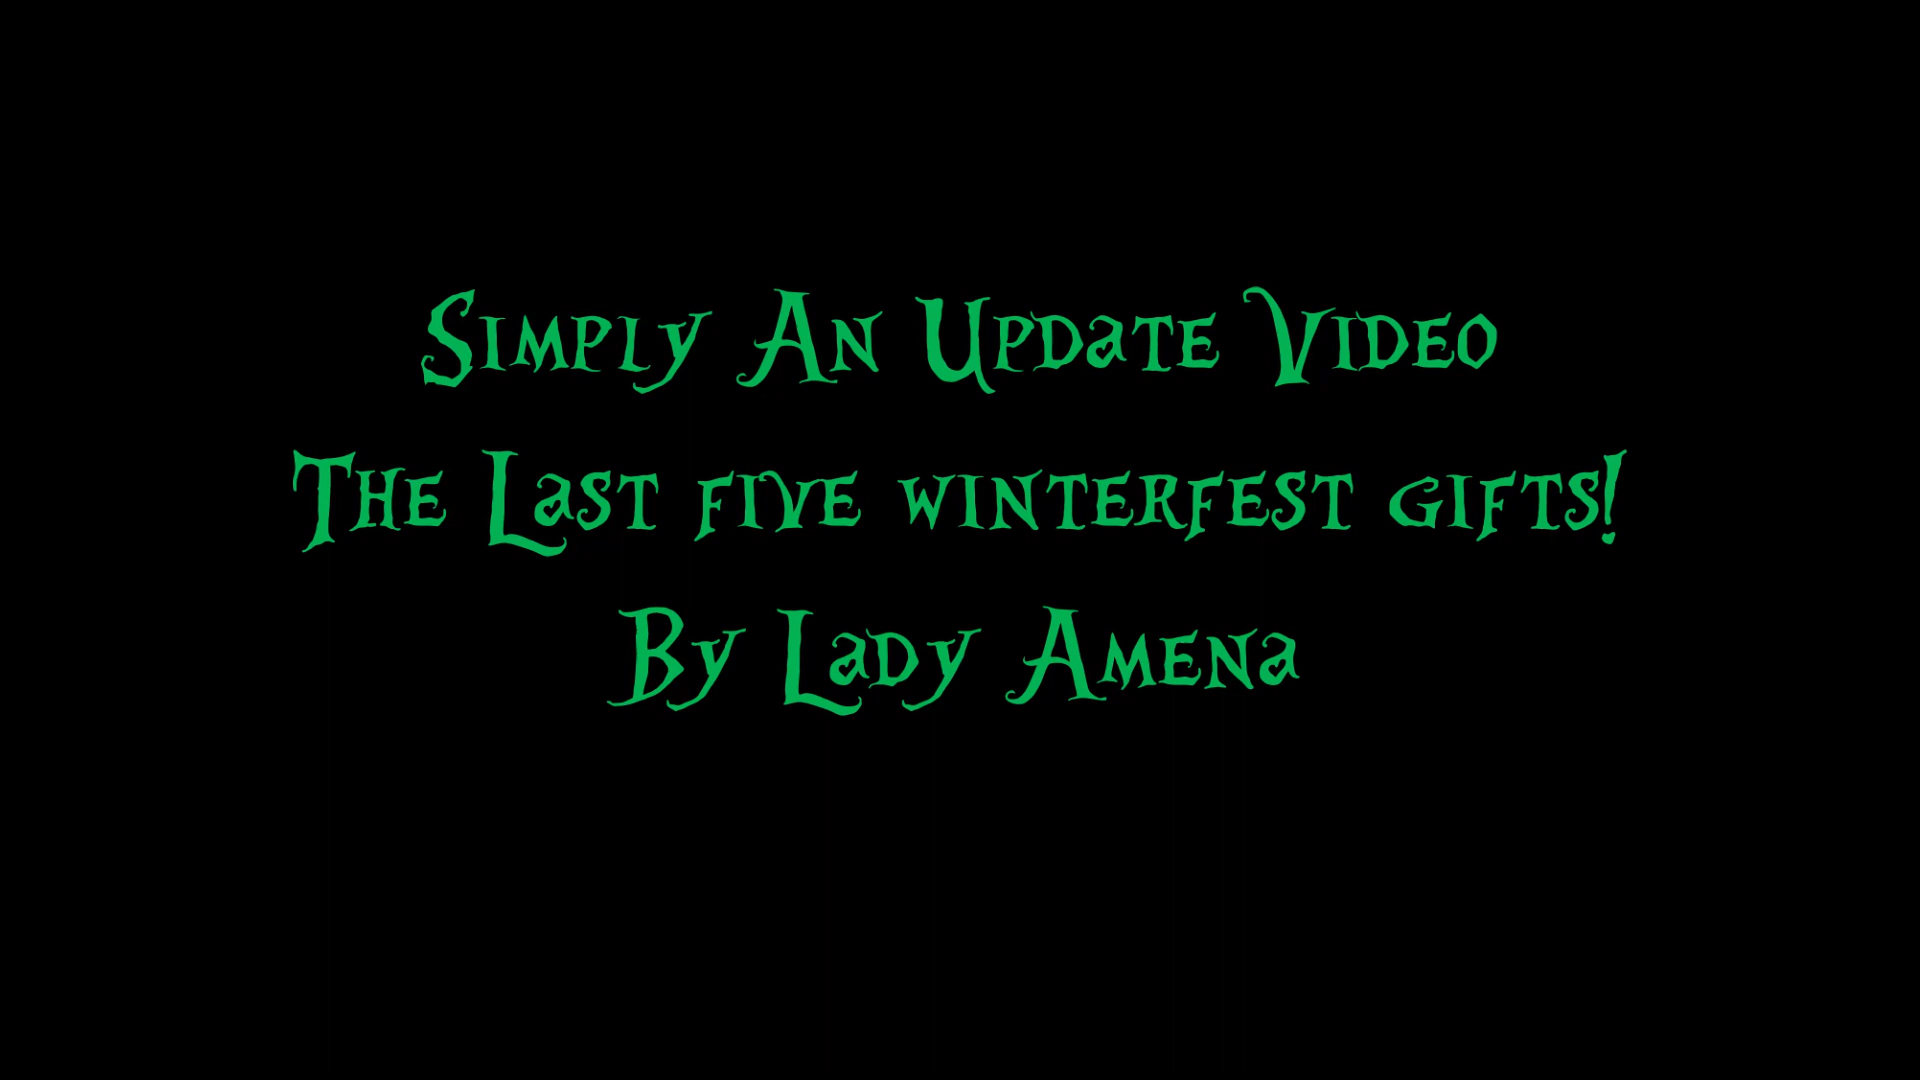 Simply An Update Video
The Last five winterfest gifts!
By Lady Amena